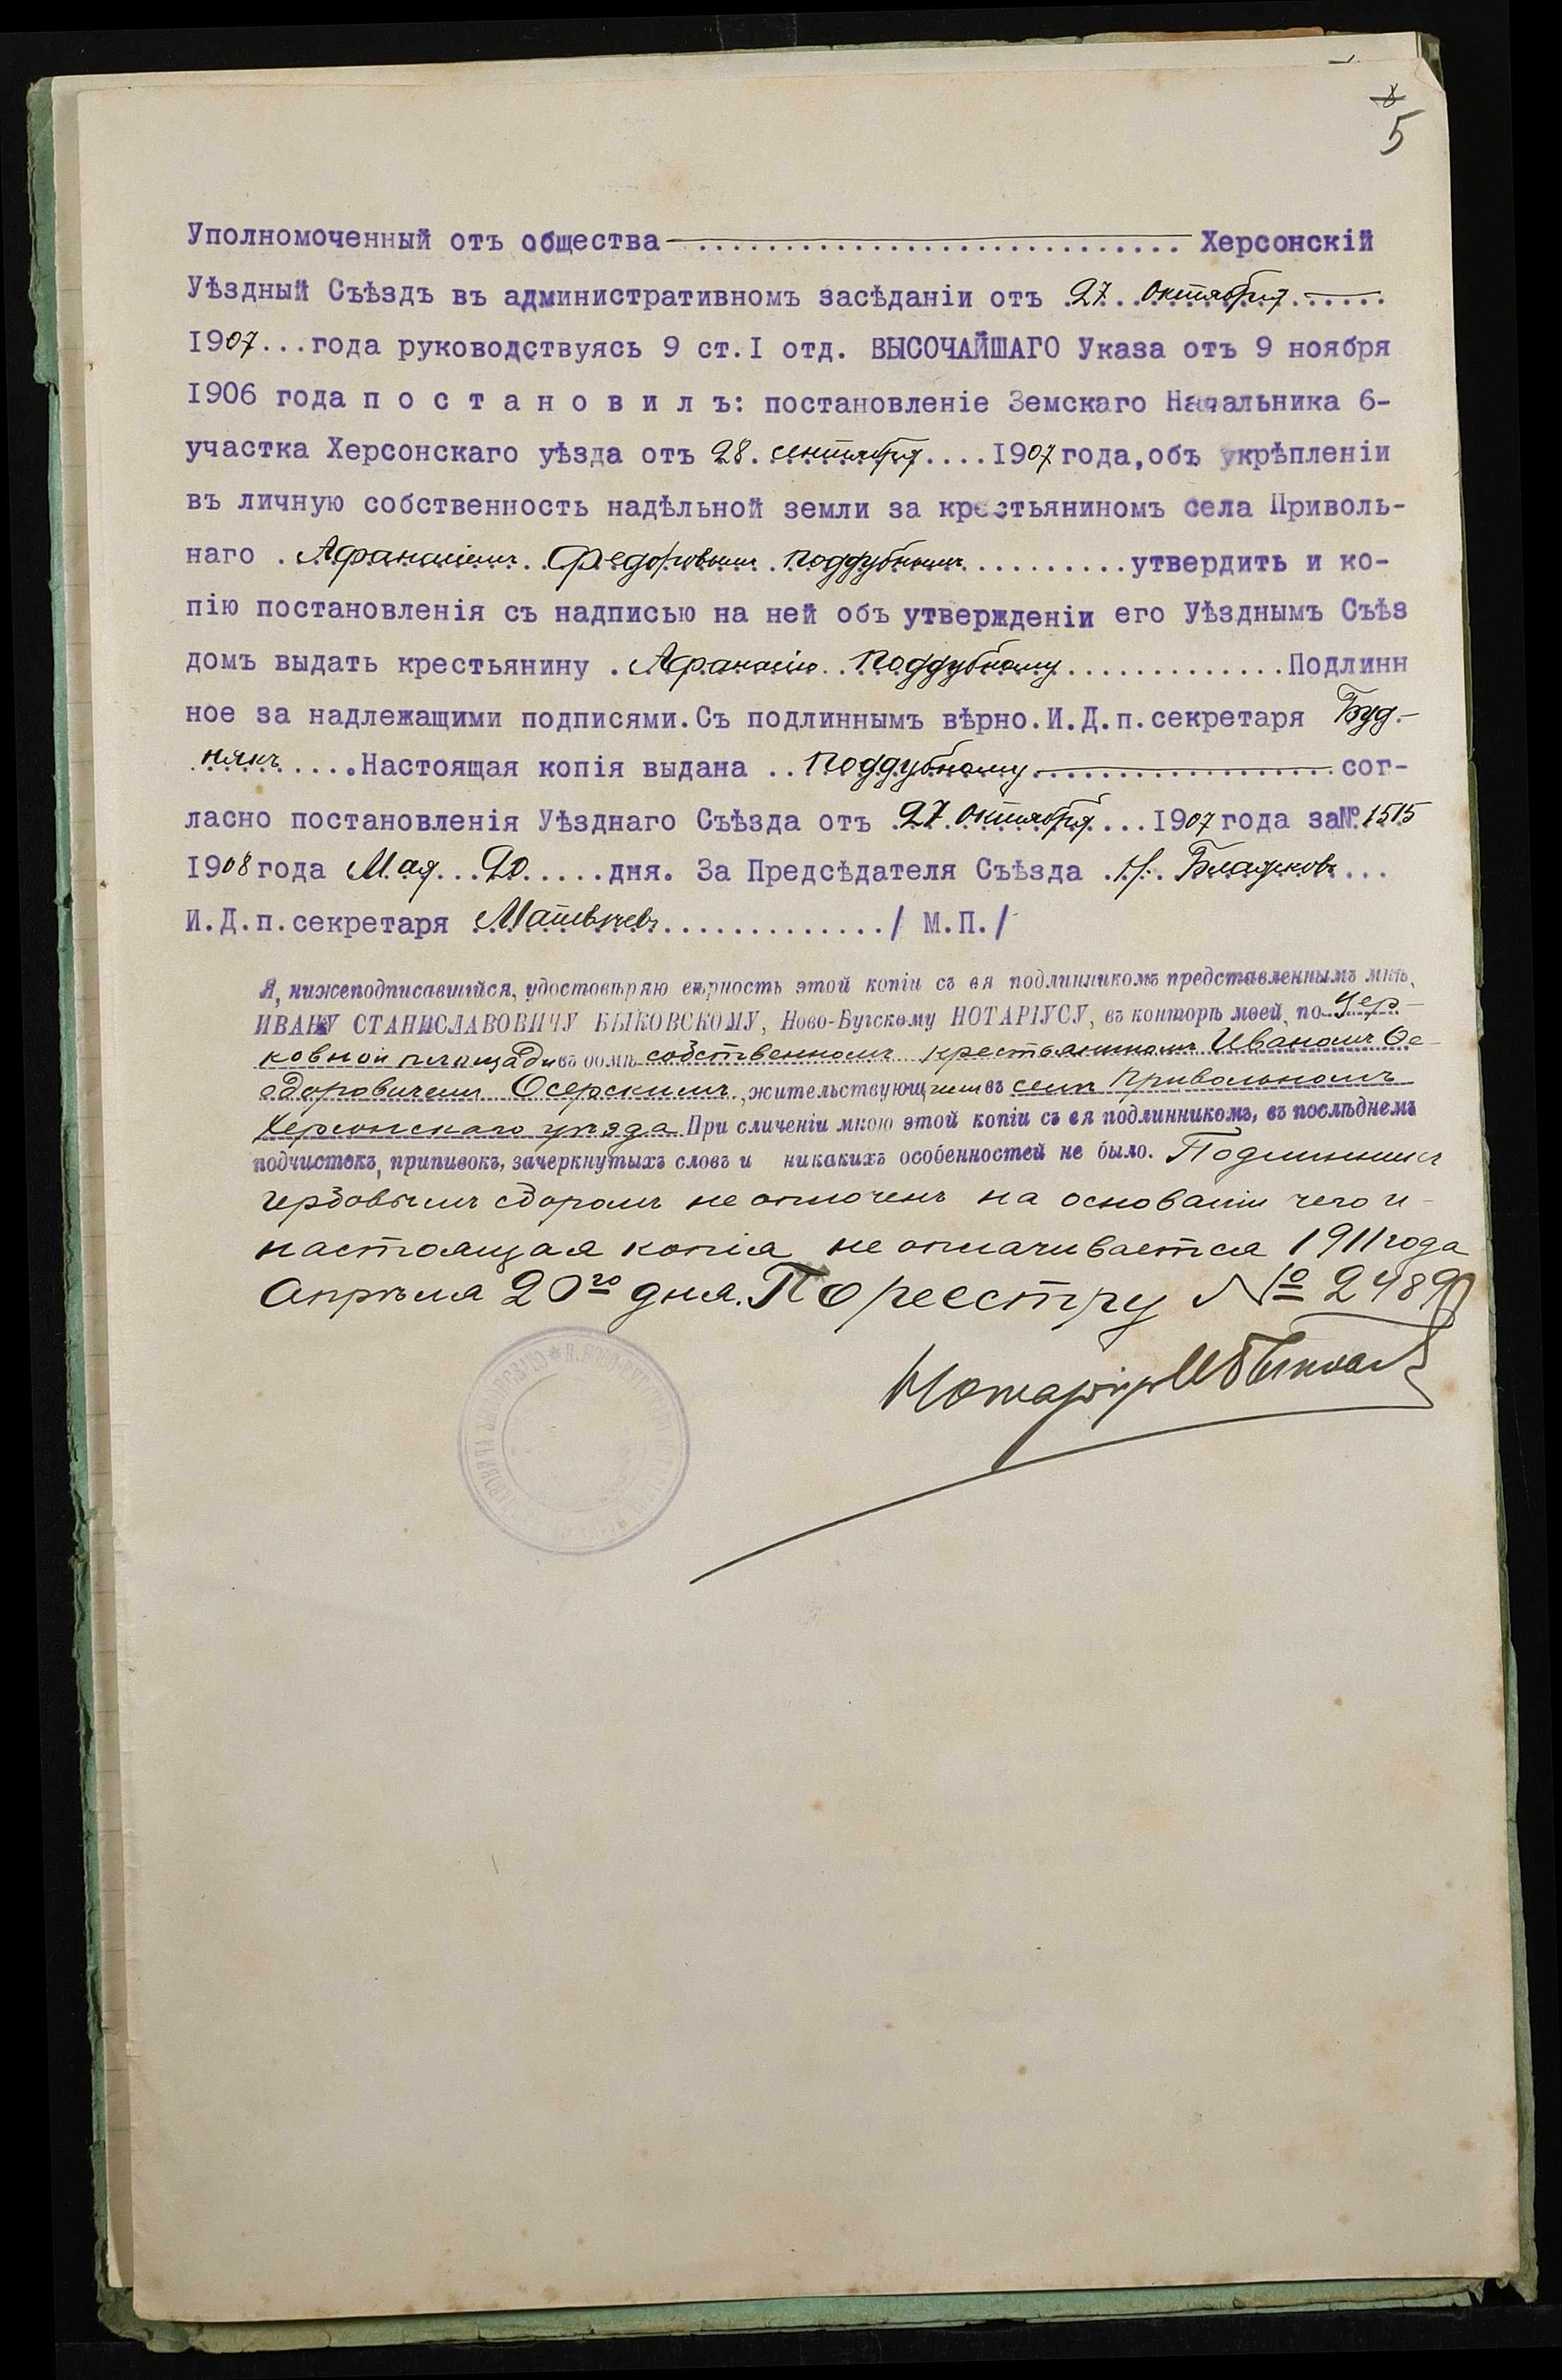 5
Уполномоченный отъ общества Херсонскій
Уѣздный Съѣздъ въ административномъ засѣданіи отъ 27 октября
1907 года руководствуясь 9 ст.I отд. ВЫСОЧАЙШАГО Указа отъ 9 ноября
1906 года п о с т а н о в и л ъ: постановленіе Земскаго Начальника 6-
участка Херсонскаго уѣзда отъ 28 сентября 1907 года, объ укрѣпленіи
въ личную собственность надѣльной земли за крестьяниномъ села Приволь-
наго Афанасіемъ Федоровымъ Поддубнымъ утвердить и ко-
пію постановленія съ надписью на ней объ утвержденіи его Уѣзднымъ Съѣз
домъ выдать крестьянину Афанасію Поддубному Подлинн
ное за надлежащими подписями. Съ подлиннымъ вѣрно. И.Д.п.секретаря Буд-
някъ. Настоящая копія выдана Поддубному сог-
ласно постановленія Уѣзднаго Съѣзда отъ 27 октября 1907 года за № 1515
1908 года Мая 20 дня. За Предсѣдателя Съѣзда
И.Д.п.секретаря Матвѣевъ / М.П./
Я, нижеподписавшійся, удостовѣряю вѣрность этой копіи съ ея подлинникомъ представленнымъ мнѣ,
ИВАНУ СТАНИСЛАВОВИЧУ БЫКОВСКОМУ, Ново-Бугскому НОТАРІУСУ, въ конторѣ моей, по Цер-
ковной площади въ домѣ собственномъ крестьяниномъ Иваномъ Ѳе-
одоровичемъ Осерскимъ, жительствующимъ въ селѣ Привольномъ
Херсонскаго уѣзда При сличеніи мною этой копіи съ ея подлинникомъ, въ послѣднемъ
подчистокъ, приписокъ, зачеркнутыхъ словъ и никакихъ особенностей не было. Подлинникъ
гербовымъ сборомъ не оплоченъ на основаніи чего и
настоящая копія не оплачивается 1911 года
Апрѣля 20го дня. По реестру № 2489
Нотаріусъ И Быковскій